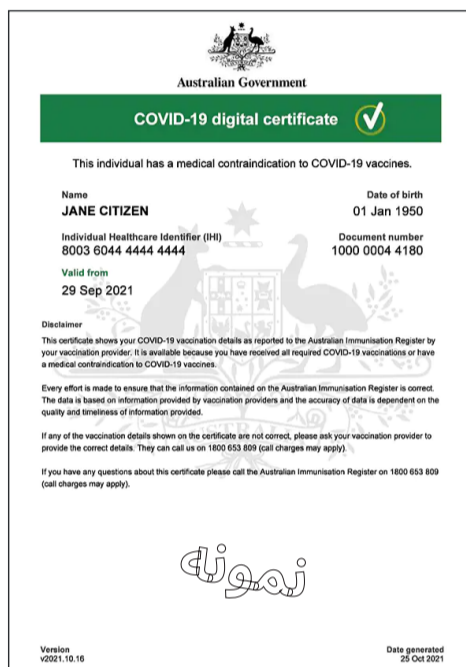 Australian Government
COVID-19 digital certificate
This individual has a medical contraindication to COVID-19 vaccines.
Name
JANE CITIZEN
Date of birth
01 Jan 1950
Individual Healthcare Identifier (IHI)
8003 6044 4444 4444
Document number
1000 0004 4180
Valid from
29 Sep 2021
Disclaimer
This certificate shows your COVID-19 vaccination details as reported to the Australian Immunisation Register by
your vaccination provider. It is available because you have received all required COVID-19 vaccinations or have
a medical contraindication to COVID-19 vaccines.
Every effort is made to ensure that the information contained on the Australian Immunisation Register is correct.
The data is based on information provided by vaccination providers and the accuracy of data is dependent on the
quality and timeliness of information provided.
If any of the vaccination details shown on the certificate are not correct, please ask your vaccination provider to
provide the correct details. They can call us on 1800 653 809 (call charges may apply).
If you have any questions about this certificate please call the Australian Immunisation Register on 1800 653 809
(call charges may apply).
نمونه
Version
v2021.10.16
Date generated
25 Oct 2021